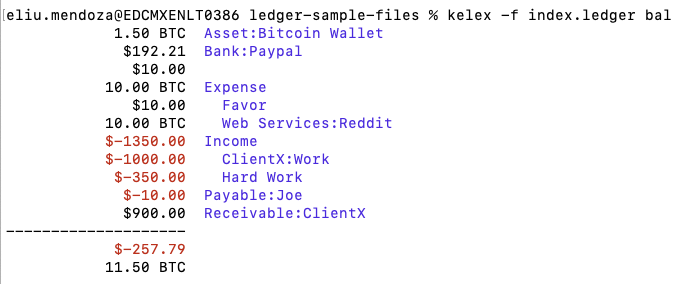 [eliu.mendoza@EDCMXENLT0386 ledger-sample-files % kelex -f index.ledger bal
1.50 BTC  Asset:Bitcoin Wallet
$192.21  Bank:Paypal
$10.00
10.00 BTC  Expense
$10.00    Favor
10.00 BTC    Web Services:Reddit
$-1350.00  Income
$-1000.00    ClientX:Work
$-350.00    Hard Work
$-10.00  Payable:Joe
$900.00  Receivable:ClientX
--------------------
$-257.79
11.50 BTC